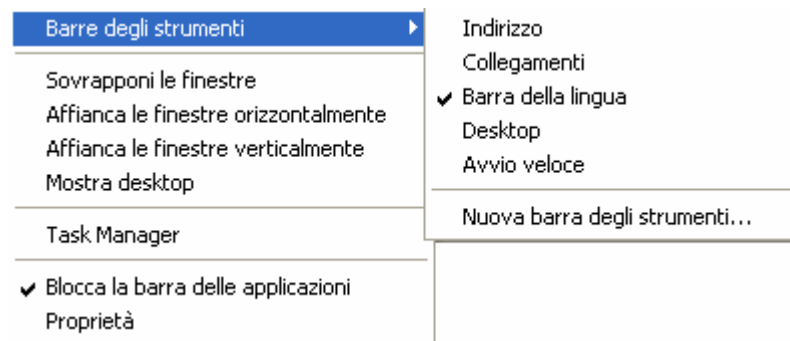 Barre degli strumenti
Sovrapponi le finestre
Affianca le finestre orizzontalmente
Affianca le finestre verticalmente
Mostra desktop
Task Manager
Blocca la barra delle applicazioni
Proprietà
Indirizzo
Collegamenti
Barra della lingua
Desktop
Avvio veloce
Nuova barra degli strumenti...